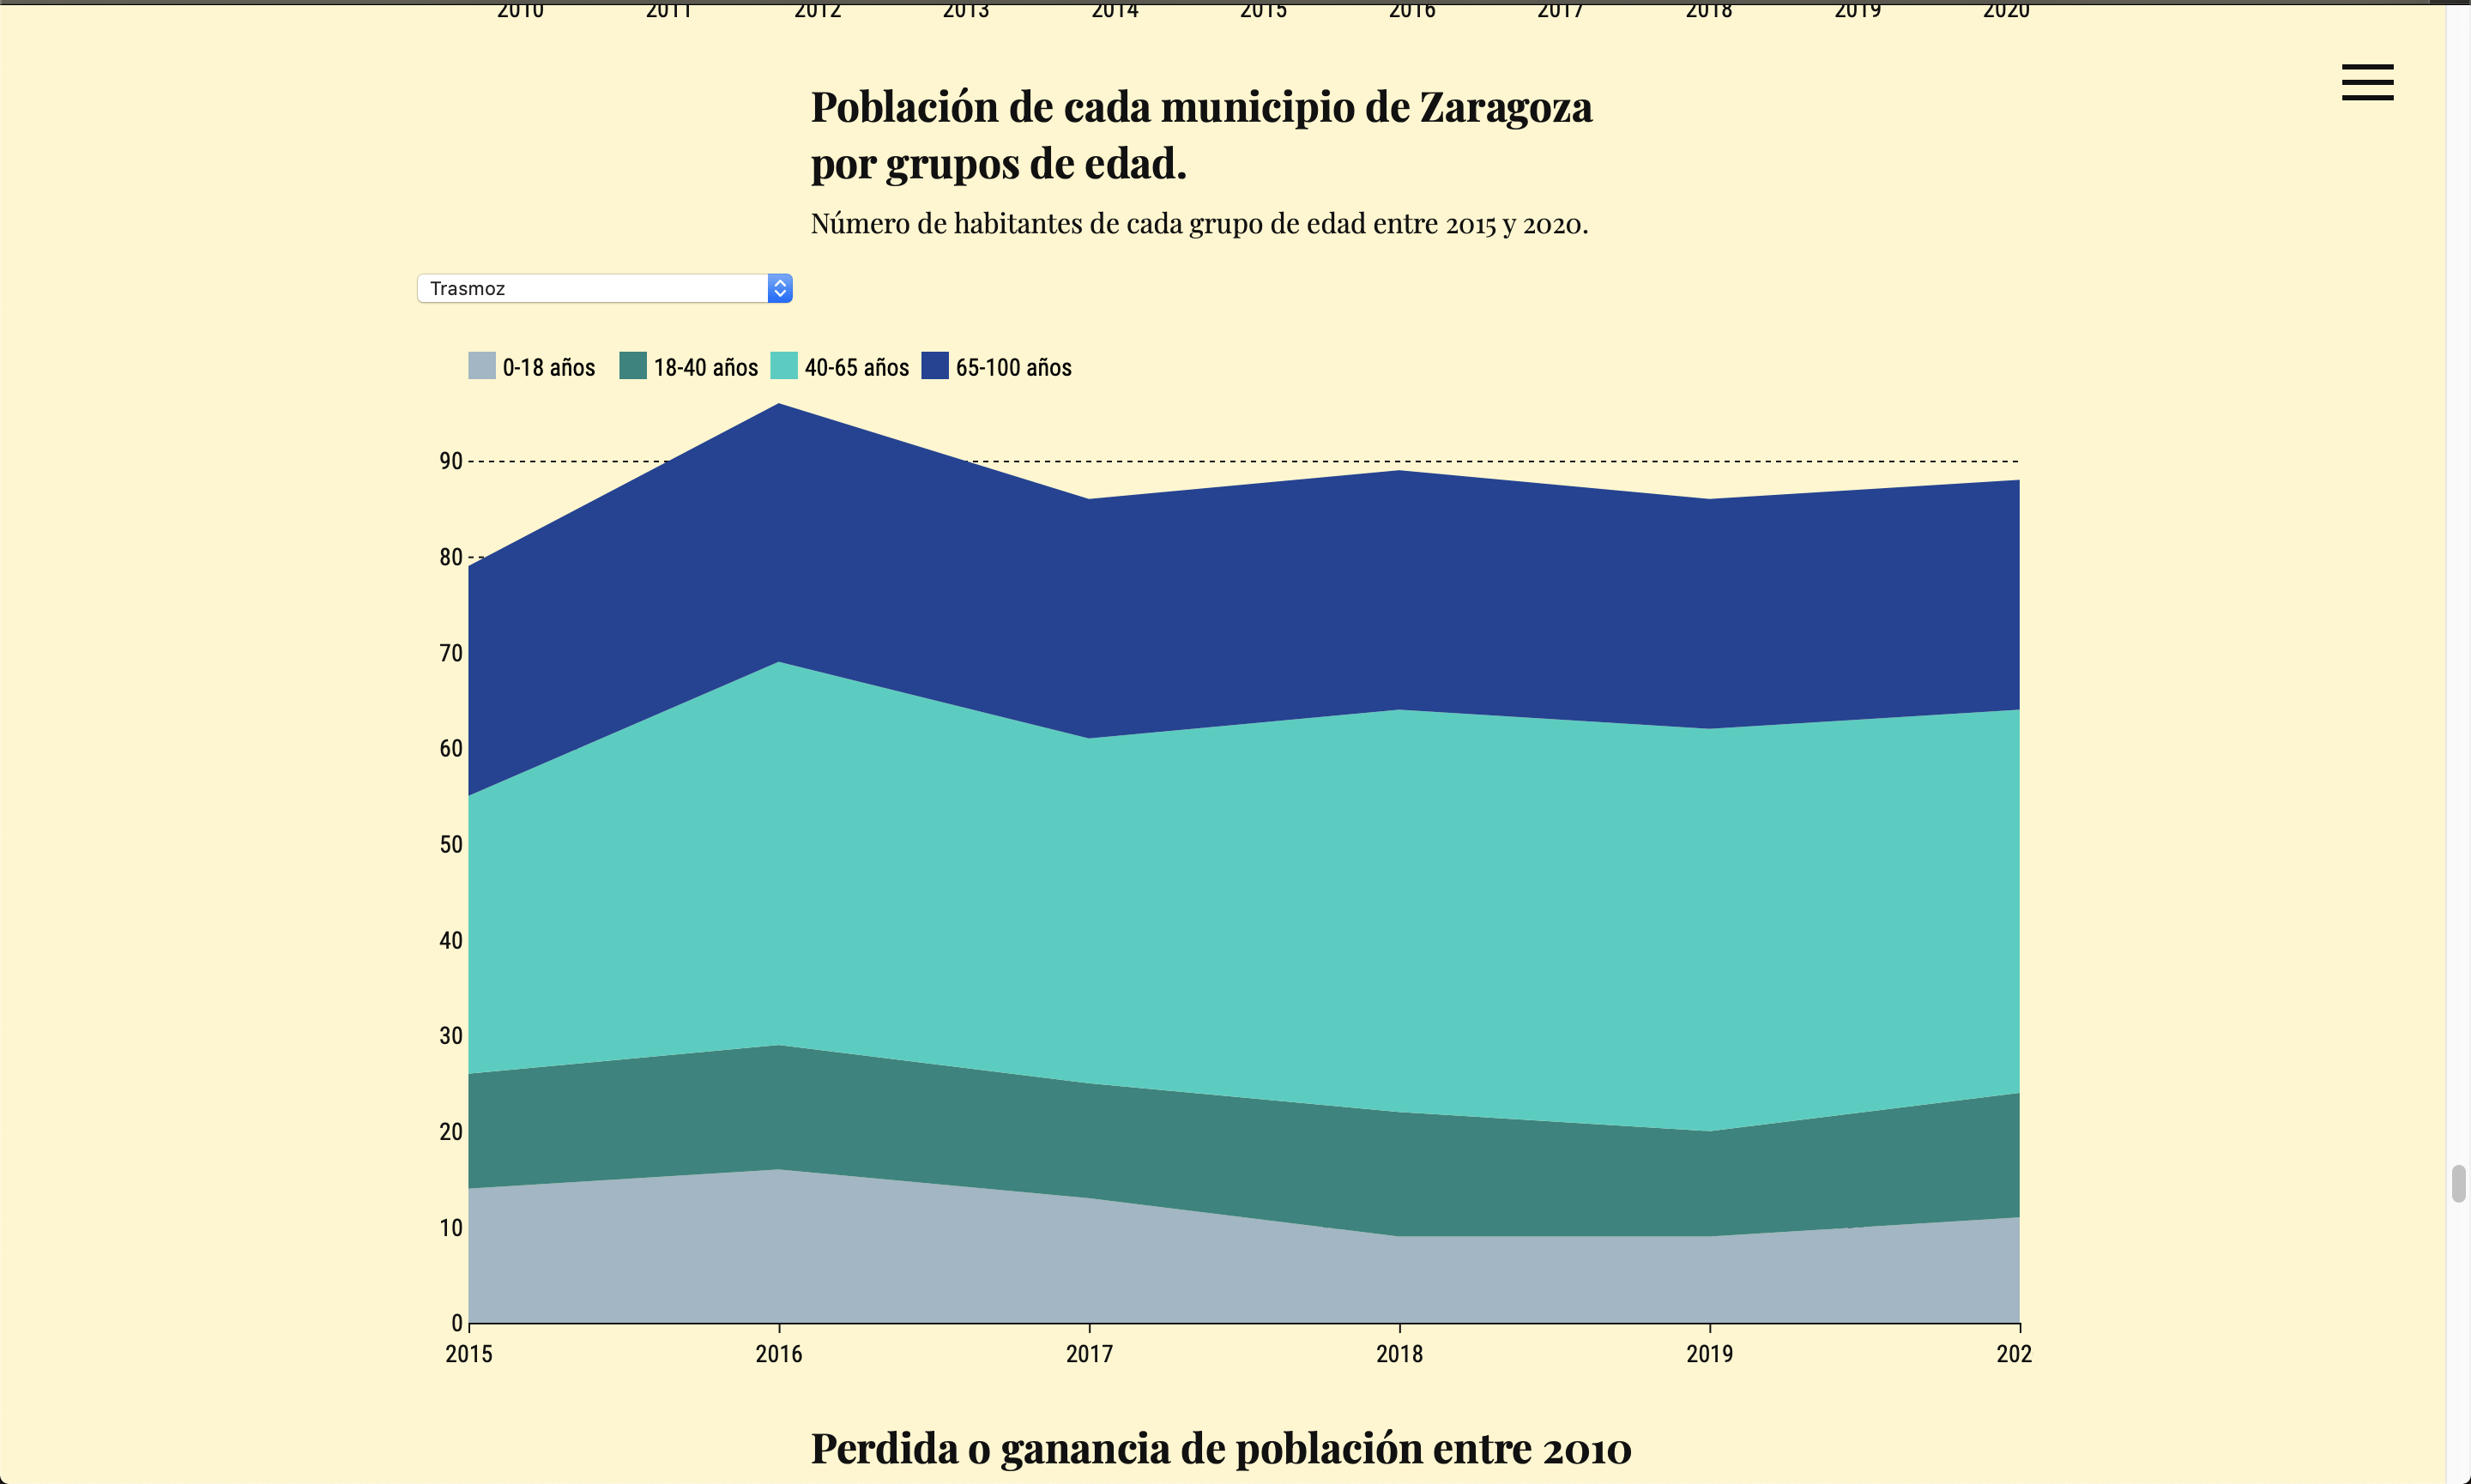 2010 2011 2012 2013 2014 2015 2016 2017 2018 2019 2020
Población de cada municipio de Zaragoza
por grupos de edad.
Número de habitantes de cada grupo de edad entre 2015 y 2020.
Trasmoz
0-18 años 18-40 años 40-65 años 65-100 años
90
80
70
60
50
40
30
20
10
0
2015 2016 2017 2018 2019 202
Perdida o ganancia de población entre 2010